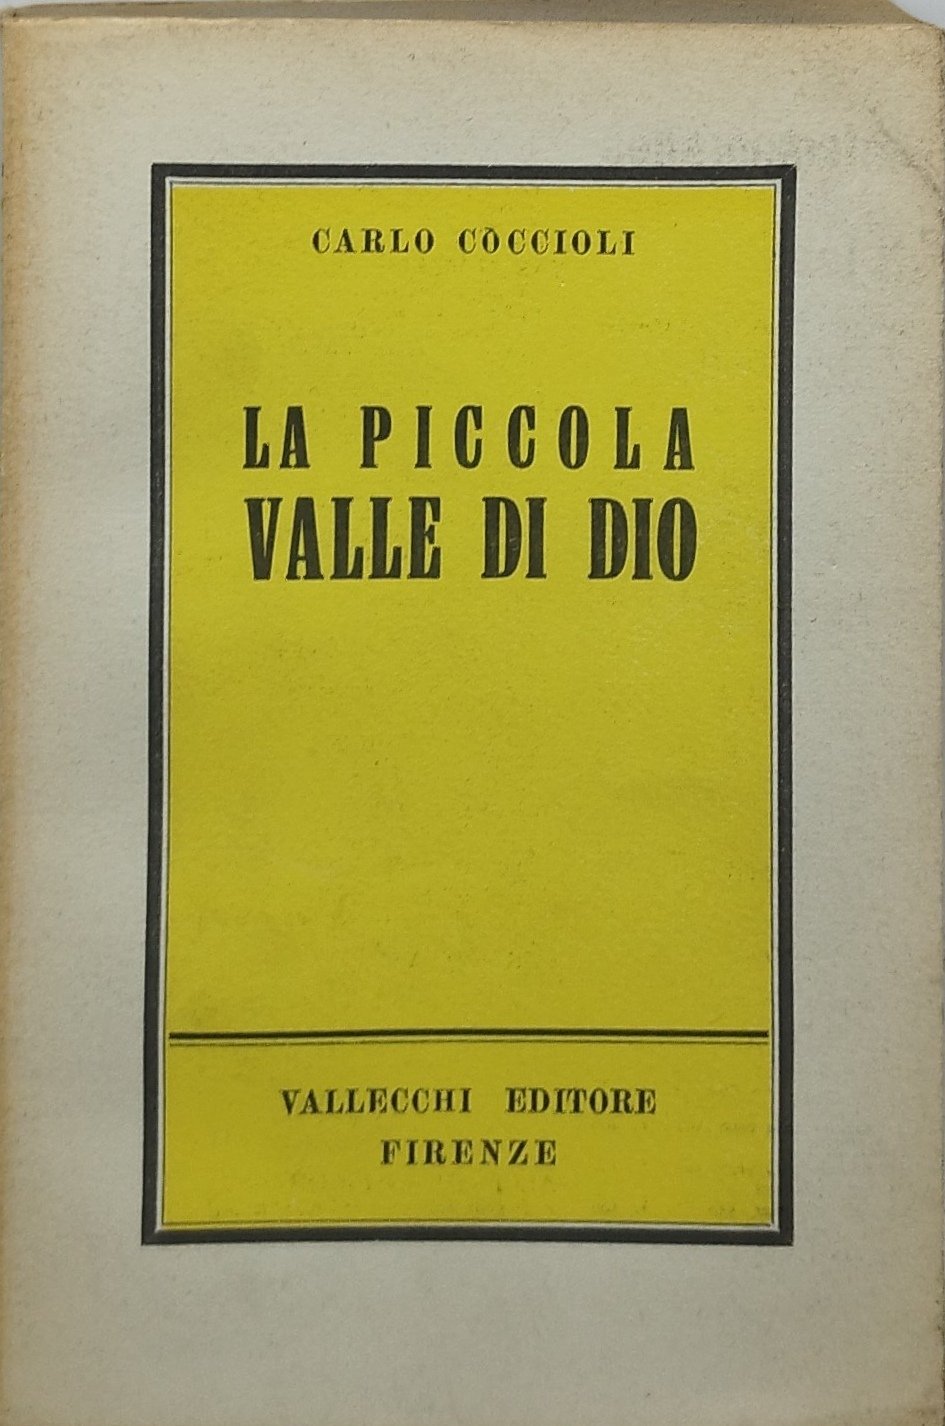 CARLO CÒCCIOLI
LA PICCOLA
VALLE DI DIO
VALLECCHI EDITORE
FIRENZE